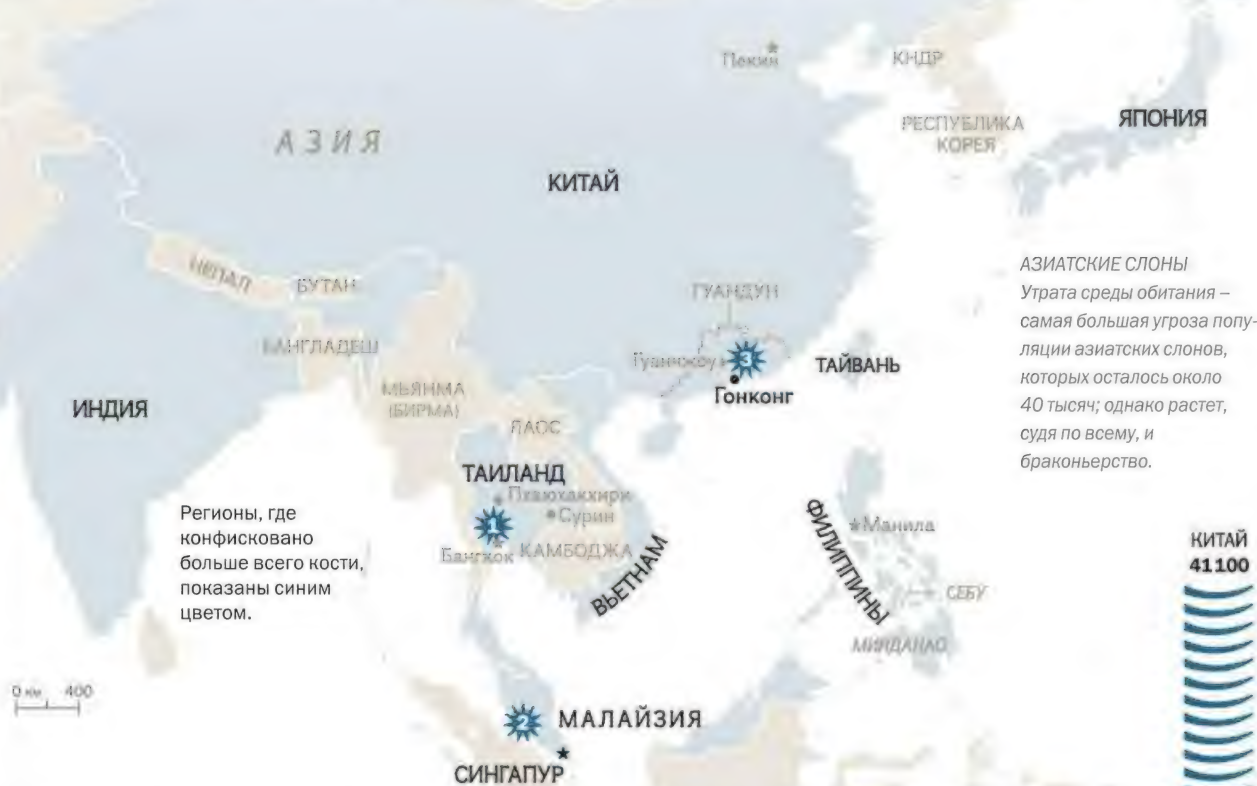 Пекин
КНДР
РЕСПУБЛИКА
КОРЕЯ
ЯПОНИЯ
АЗИЯ
КИТАЙ
НЕПАЛ
БУТАН
БАНГЛАДЕШ
ИНДИЯ
МЬЯНМА
(БИРМА)
ГУАНДУН
Гуанчжоу
3
Гонконг
ТАЙВАНЬ
АЗИАТСКИЕ СЛОНЫ
Утрата среды обитания –
самая большая угроза попу-
ляции азиатских слонов,
которых осталось около
40 тысяч; однако растет,
судя по всему, и
браконьерство.
ЛАОС
ТАИЛАНД
Пхаюхакхири
Сурин
1
Бангкок
КАМБОДЖА
ВЬЕТНАМ
Регионы, где
конфисковано
больше всего кости,
показаны синим
цветом.
ФИЛИППИНЫ
Манила
СЕБУ
МИНДАНАО
КИТАЙ
41100
0 км 400
2
МАЛАЙЗИЯ
СИНГАПУР